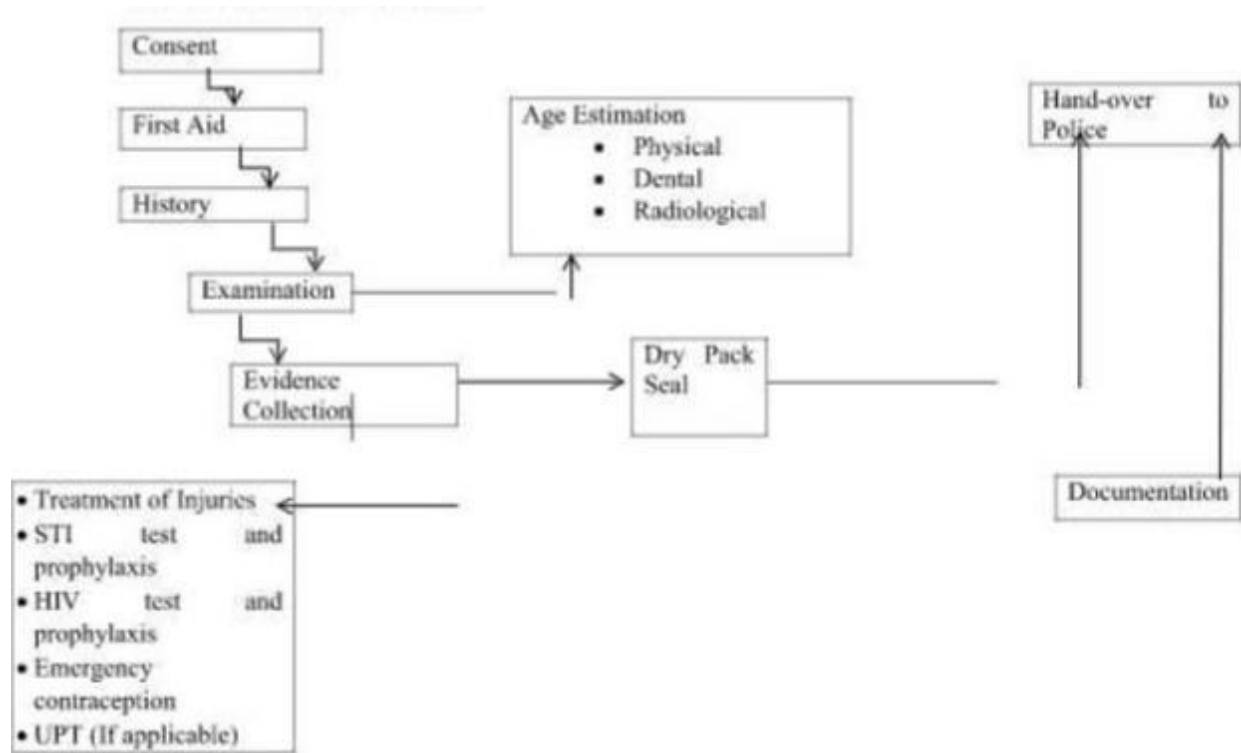 Consent
First Aid
History
Examination
Evidence
Collection
Age Estimation
• Physical
• Dental
• Radiological
Dry Pack
Seal
Hand-over to
Police
Documentation
• Treatment of Injuries
• STI test and
prophylaxis
• HIV test and
prophylaxis
• Emergency
contraception
• UPT (If applicable)